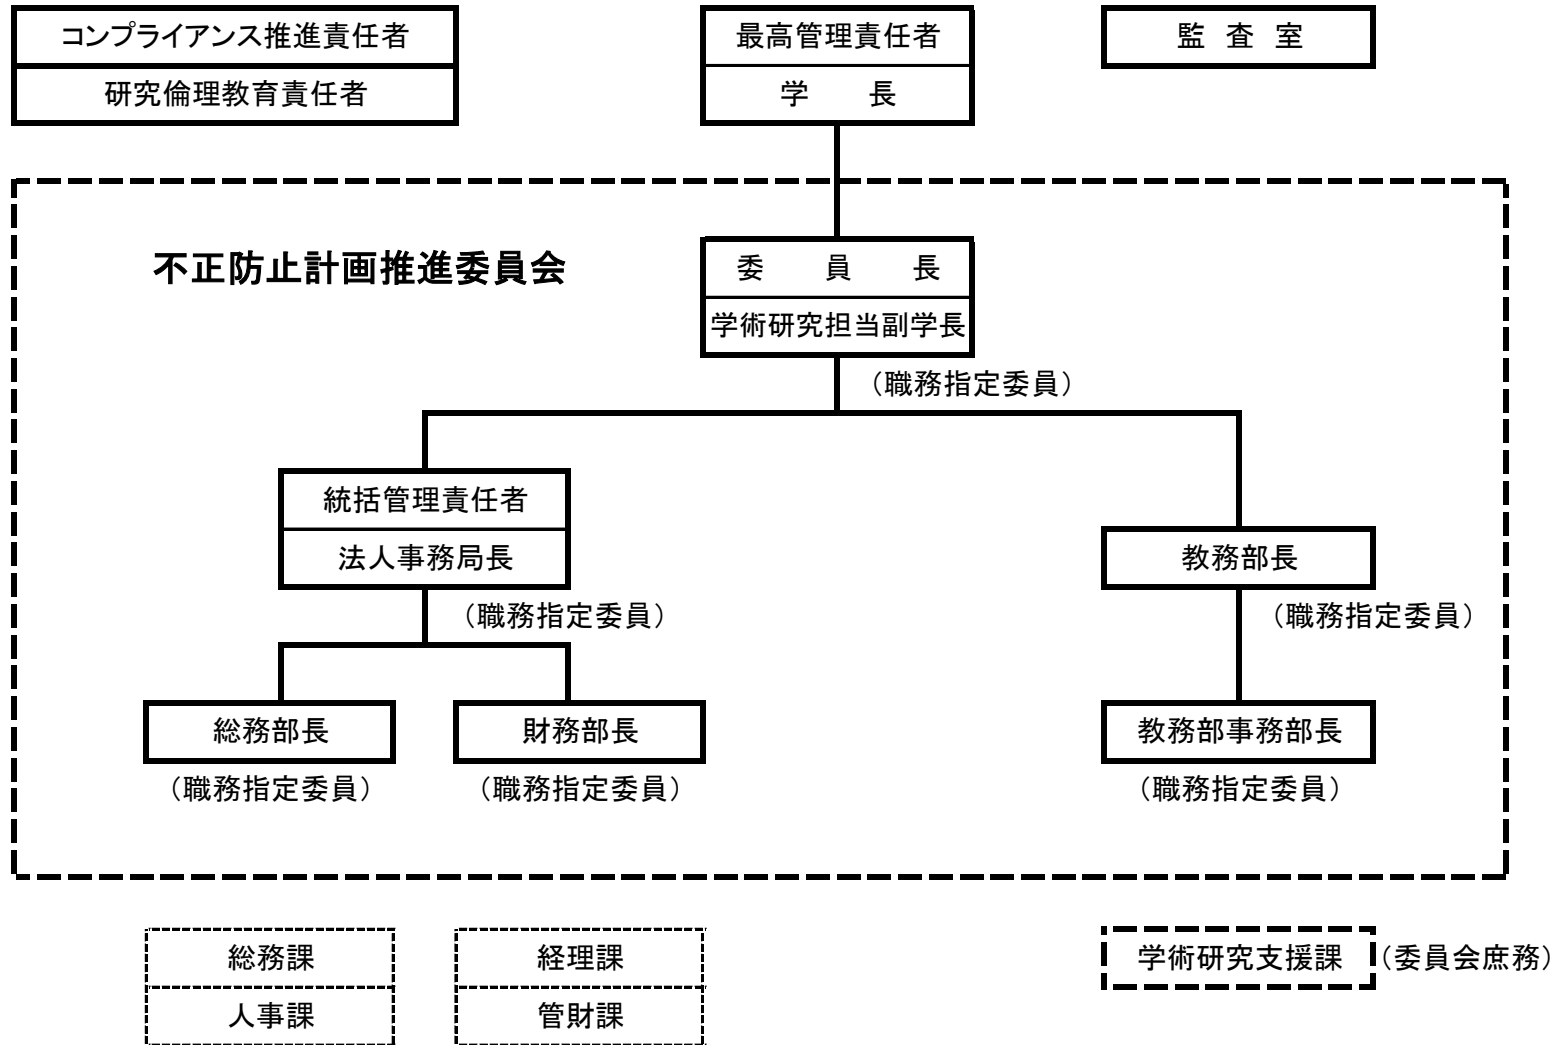 コンプライアンス推進責任者
研究倫理教育責任者
最高管理責任者
学　　長
監　査　室
不正防止計画推進委員会
委　　員　　長
学術研究担当副学長
（職務指定委員）
統括管理責任者
法人事務局長
（職務指定委員）
教務部長
（職務指定委員）
総務部長
（職務指定委員）
財務部長
（職務指定委員）
教務部事務部長
（職務指定委員）
総務課
人事課
経理課
管財課
学術研究支援課
（委員会庶務）